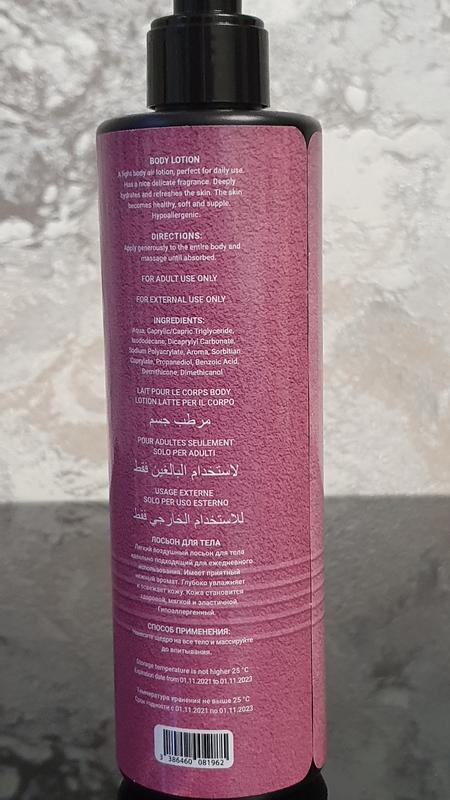 BODY LOTION
A light body air lotion, perfect for daily use.
Has a nice delicate fragrance. Deeply
hydrates and refreshes the skin. The skin
becomes healthy, soft and supple.
Hypoallergenic.
DIRECTIONS:
Apply generously to the entire body and
massage until absorbed.
FOR ADULT USE ONLY
FOR EXTERNAL USE ONLY
INGREDIENTS:
Aqua, Caprylic/Capric Triglyceride,
Isododecane, Dicaprylyl Carbonate,
Sodium Polyacrylate, Aroma, Sorbitian
Caprylate, Propanediol, Benzoic Acid,
Demithicone, Dimethicanol
LAIT POUR LE CORPS BODY
LOTION LATTE PER IL CORPO
مرطب جسم
POUR ADULTES SEULEMENT
SOLO PER ADULTI
لاستخدام البالغين فقط
USAGE EXTERNE
SOLO PER USO ESTERNO
للاستخدام الخارجي فقط
ЛОСЬОН ДЛЯ ТЕЛА
Легкий воздушный лосьон для тела
идеально подходящий для ежедневного
использования. Имеет приятный
нежный аромат. Глубоко увлажняет
и освежает кожу. Кожа становится
здоровой, мягкой и эластичной.
Гипоаллергенный.
СПОСОБ ПРИМЕНЕНИЯ:
Нанесите щедро на все тело и массируйте
до впитывания.
Storage temperature is not higher 25 °C
Expiration date from 01.11.2021 to 01.11.2023
Температура хранения не выше 25 °C
Срок годности с 01.11.2021 по 01.11.2023
3 386460 081962